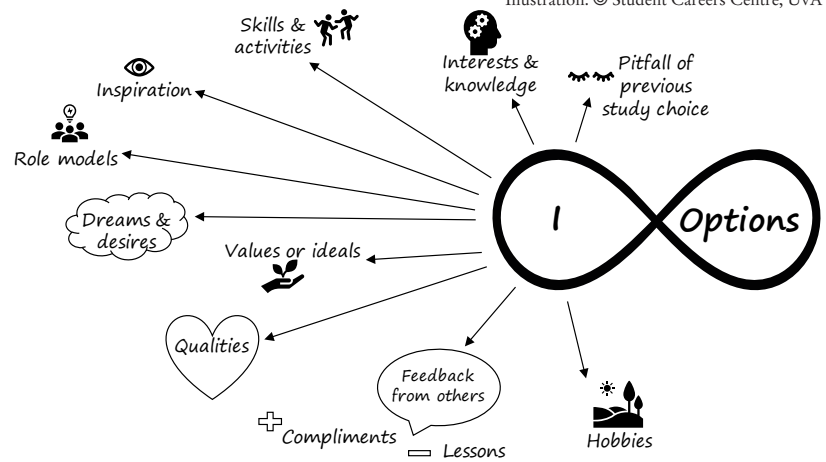 Illustration: © Student Careers Centre, UvA
Skills &
activities
Interests &
knowledge
Pitfall of
previous
study choice
Inspiration
Role models
Dreams &
desires
I
Options
Values or ideals
Qualities
Feedback
from others
Compliments
Lessons
Hobbies